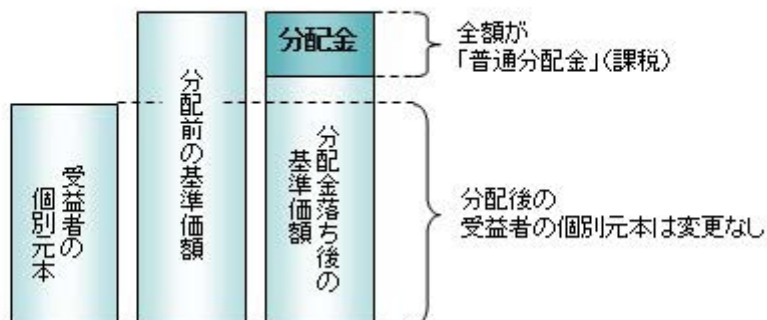 受益者の
個別元本
分配前の基準価額
分配金
分配金落ち後の
基準価額
全額が
「普通分配金」(課税)
分配後の
受益者の個別元本は変更なし